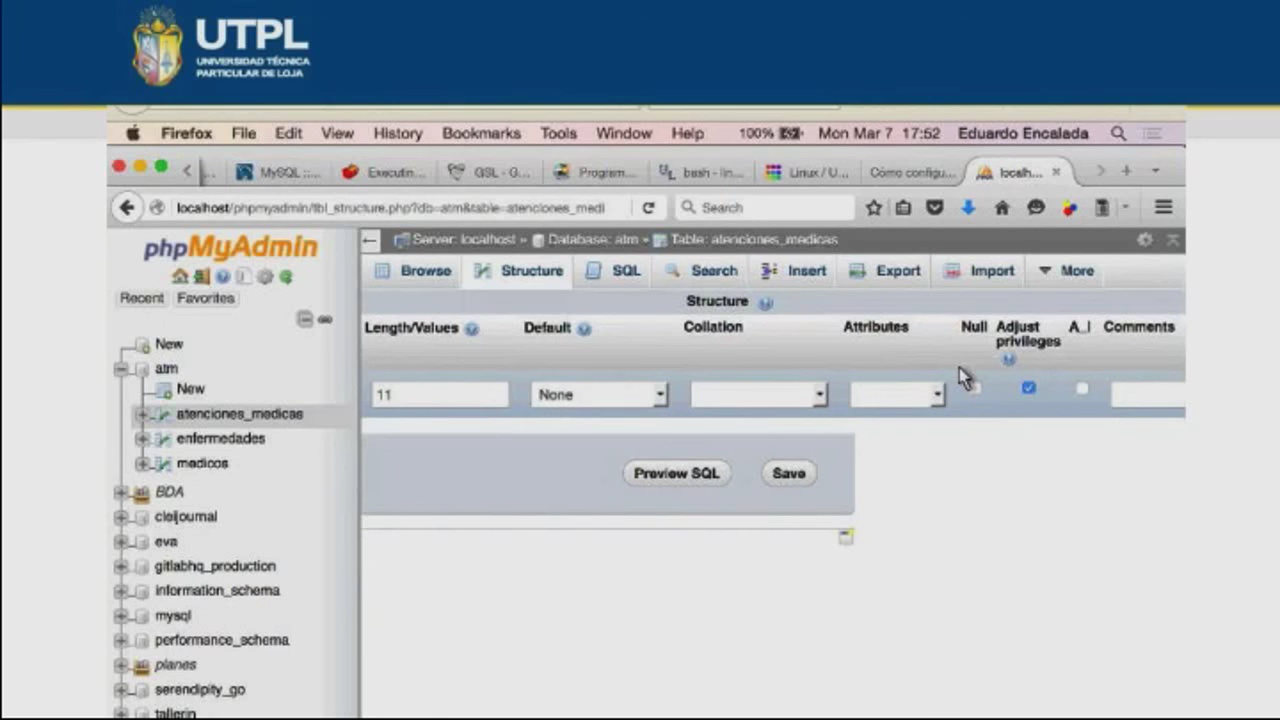 UTPL
UNIVERSIDAD TÉCNICA
PARTICULAR DE LOJA
Firefox File Edit View History Bookmarks Tools Window Help 100% Mon Mar 7 17:52 Eduardo Encalada
MySQL ::... Executin... GSL - G... Program... bash - lin... Linux / U... Cómo configu... localh...
localhost/phpmyadmin/tbl_structure.php?db=atm&table=atenciones_medi Search
phpMyAdmin
Recent Favorites
New
atm
New
atenciones_medicas
enfermedades
medicos
BDA
cleijournal
eva
gitlabhq_production
information_schema
mysql
performance_schema
planes
serendipity_go
tallerin
Server: localhost » Database: atm » Table: atenciones_medicas
Browse Structure SQL Search Insert Export Import More
Structure
Length/Values Default Collation Attributes Null Adjust privileges A_I Comments
11 None
Preview SQL Save